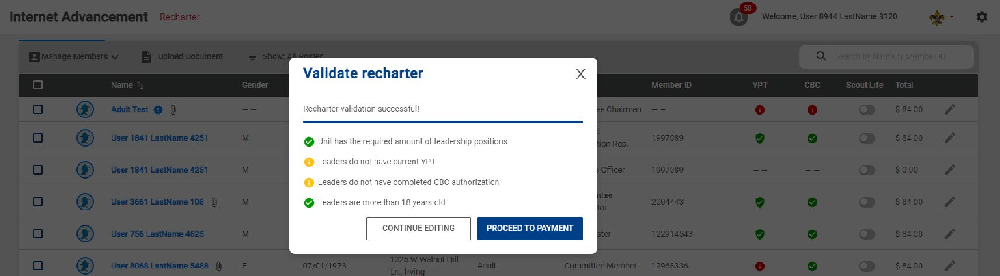 Internet Advancement Recharter 58 Welcome, User 8944 LastName 8120
Manage Members Upload Document Show: All Roster Search by Name or Member ID
Validate recharter
Name Gender Member ID YPT CBC Scout Life Total
Recharter validation successful!
Adult Test — — Chairman — — $ 84.00
User 1841 LastName 4251 M Rep. 1997089 $ 84.00
Unit has the required amount of leadership positions
Leaders do not have current YPT
User 1841 LastName 4251 M Officer 1997089 — — — — $ 0.00
Leaders do not have completed CBC authorization
User 3661 LastName 108 M 2004443 $ 84.00
Leaders are more than 18 years old
CONTINUE EDITING PROCEED TO PAYMENT
User 756 LastName 4625 M 122914543 $ 84.00
User 8068 LastName 5488 F 07/01/1978 1325 W Walnut Hill Adult Committee Member 12968336 $ 84.00
Ln., Irving